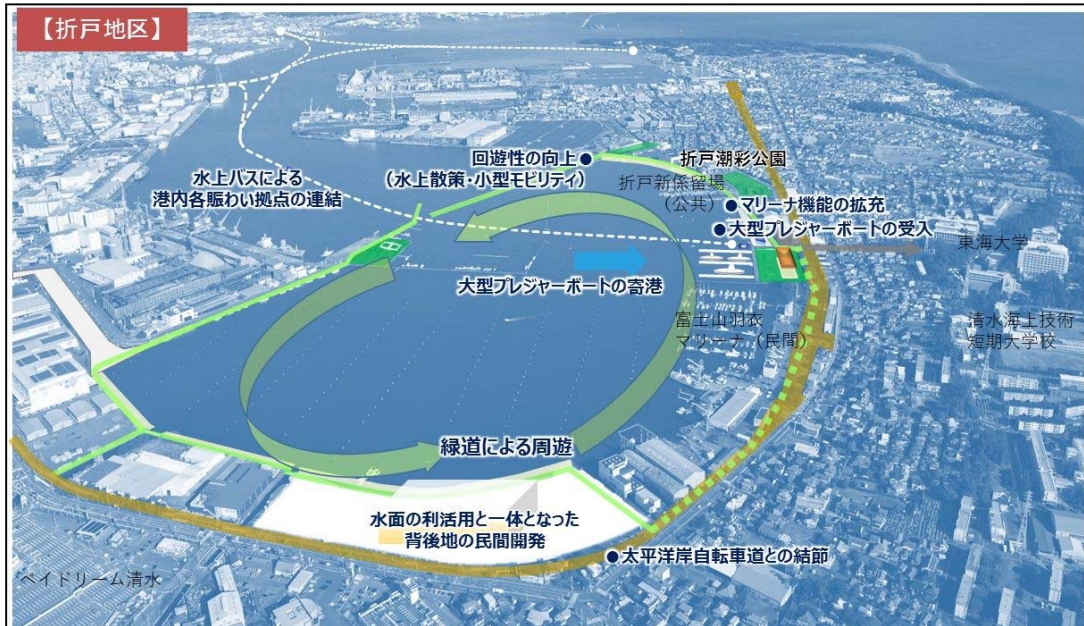 【折戸地区】
水上バスによる
港内各賑わい拠点の連結
回遊性の向上●
（水上散策・小型モビリティ）
折戸潮彩公園
折戸新係留場
（公共）
●マリーナ機能の拡充
●大型プレジャーボートの受入
東海大学
大型プレジャーボートの寄港
富士山羽衣
マリーナ（民間）
清水海上技術
短期大学校
緑道による周遊
水面の利活用と一体となった
背後地の民間開発
●太平洋岸自転車道との結節
ベイドリーム清水